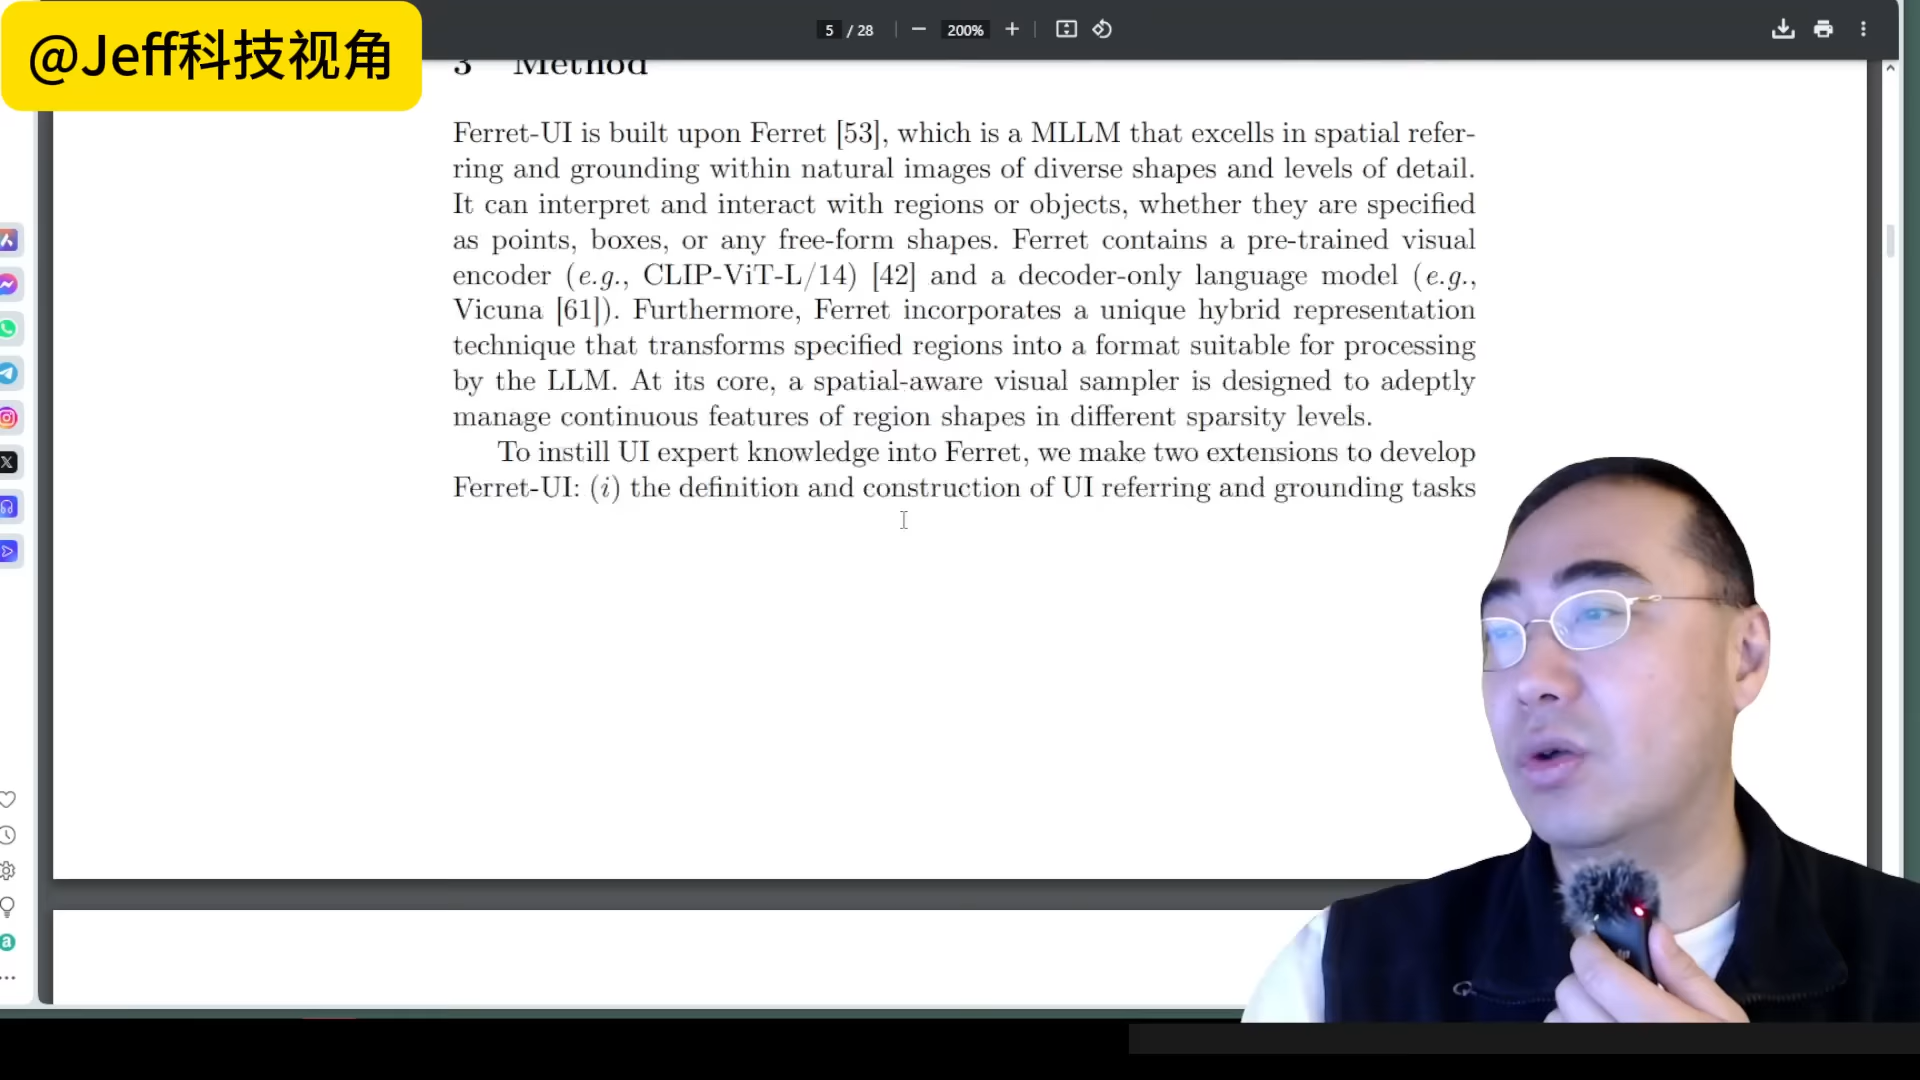 @Jeff科技视角
5 / 28
200%
3 Method
Ferret-UI is built upon Ferret [53], which is a MLLM that excells in spatial refer-
ring and grounding within natural images of diverse shapes and levels of detail.
It can interpret and interact with regions or objects, whether they are specified
as points, boxes, or any free-form shapes. Ferret contains a pre-trained visual
encoder (e.g., CLIP-ViT-L/14) [42] and a decoder-only language model (e.g.,
Vicuna [61]). Furthermore, Ferret incorporates a unique hybrid representation
technique that transforms specified regions into a format suitable for processing
by the LLM. At its core, a spatial-aware visual sampler is designed to adeptly
manage continuous features of region shapes in different sparsity levels.
To instill UI expert knowledge into Ferret, we make two extensions to develop
Ferret-UI: (i) the definition and construction of UI referring and grounding tasks